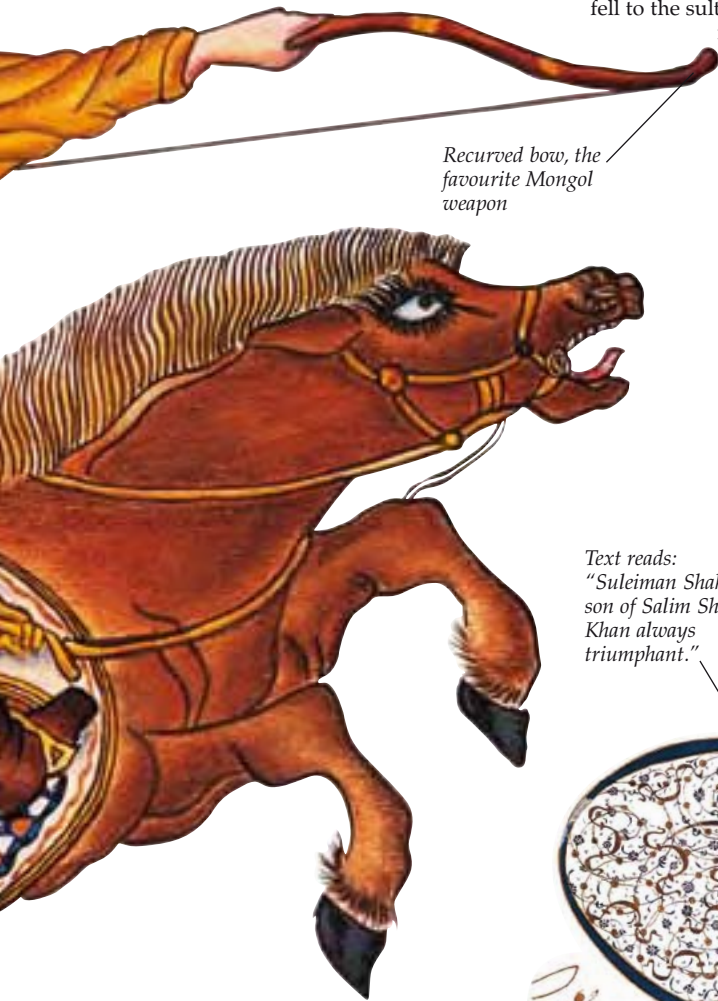 fell to the sult
Recurved bow, the
favourite Mongol
weapon
Text reads:
“Suleiman Shah
son of Salim Sh
Khan always
triumphant.”